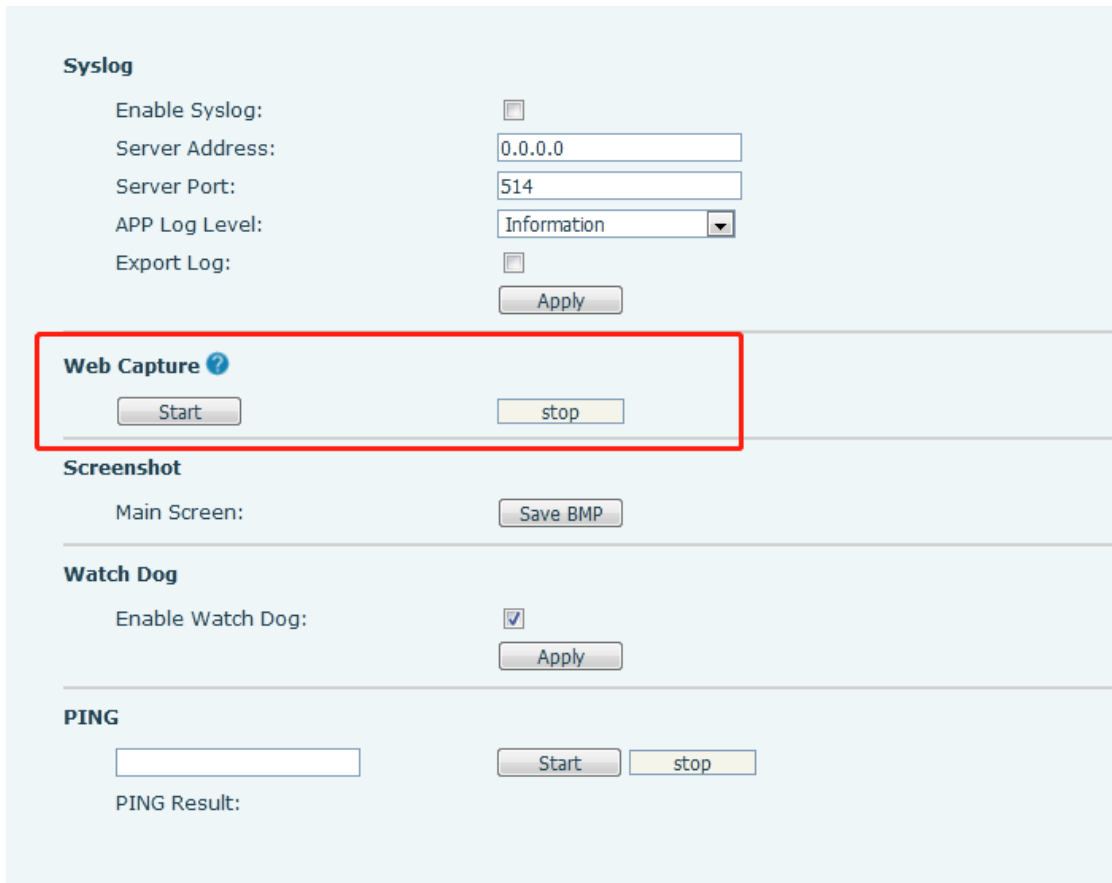 Syslog
Enable Syslog:
Server Address: 0.0.0.0
Server Port: 514
APP Log Level: Information
Export Log:
Apply
Web Capture ?
Start stop
Screenshot
Main Screen: Save BMP
Watch Dog
Enable Watch Dog:
Apply
PING
Start stop
PING Result: